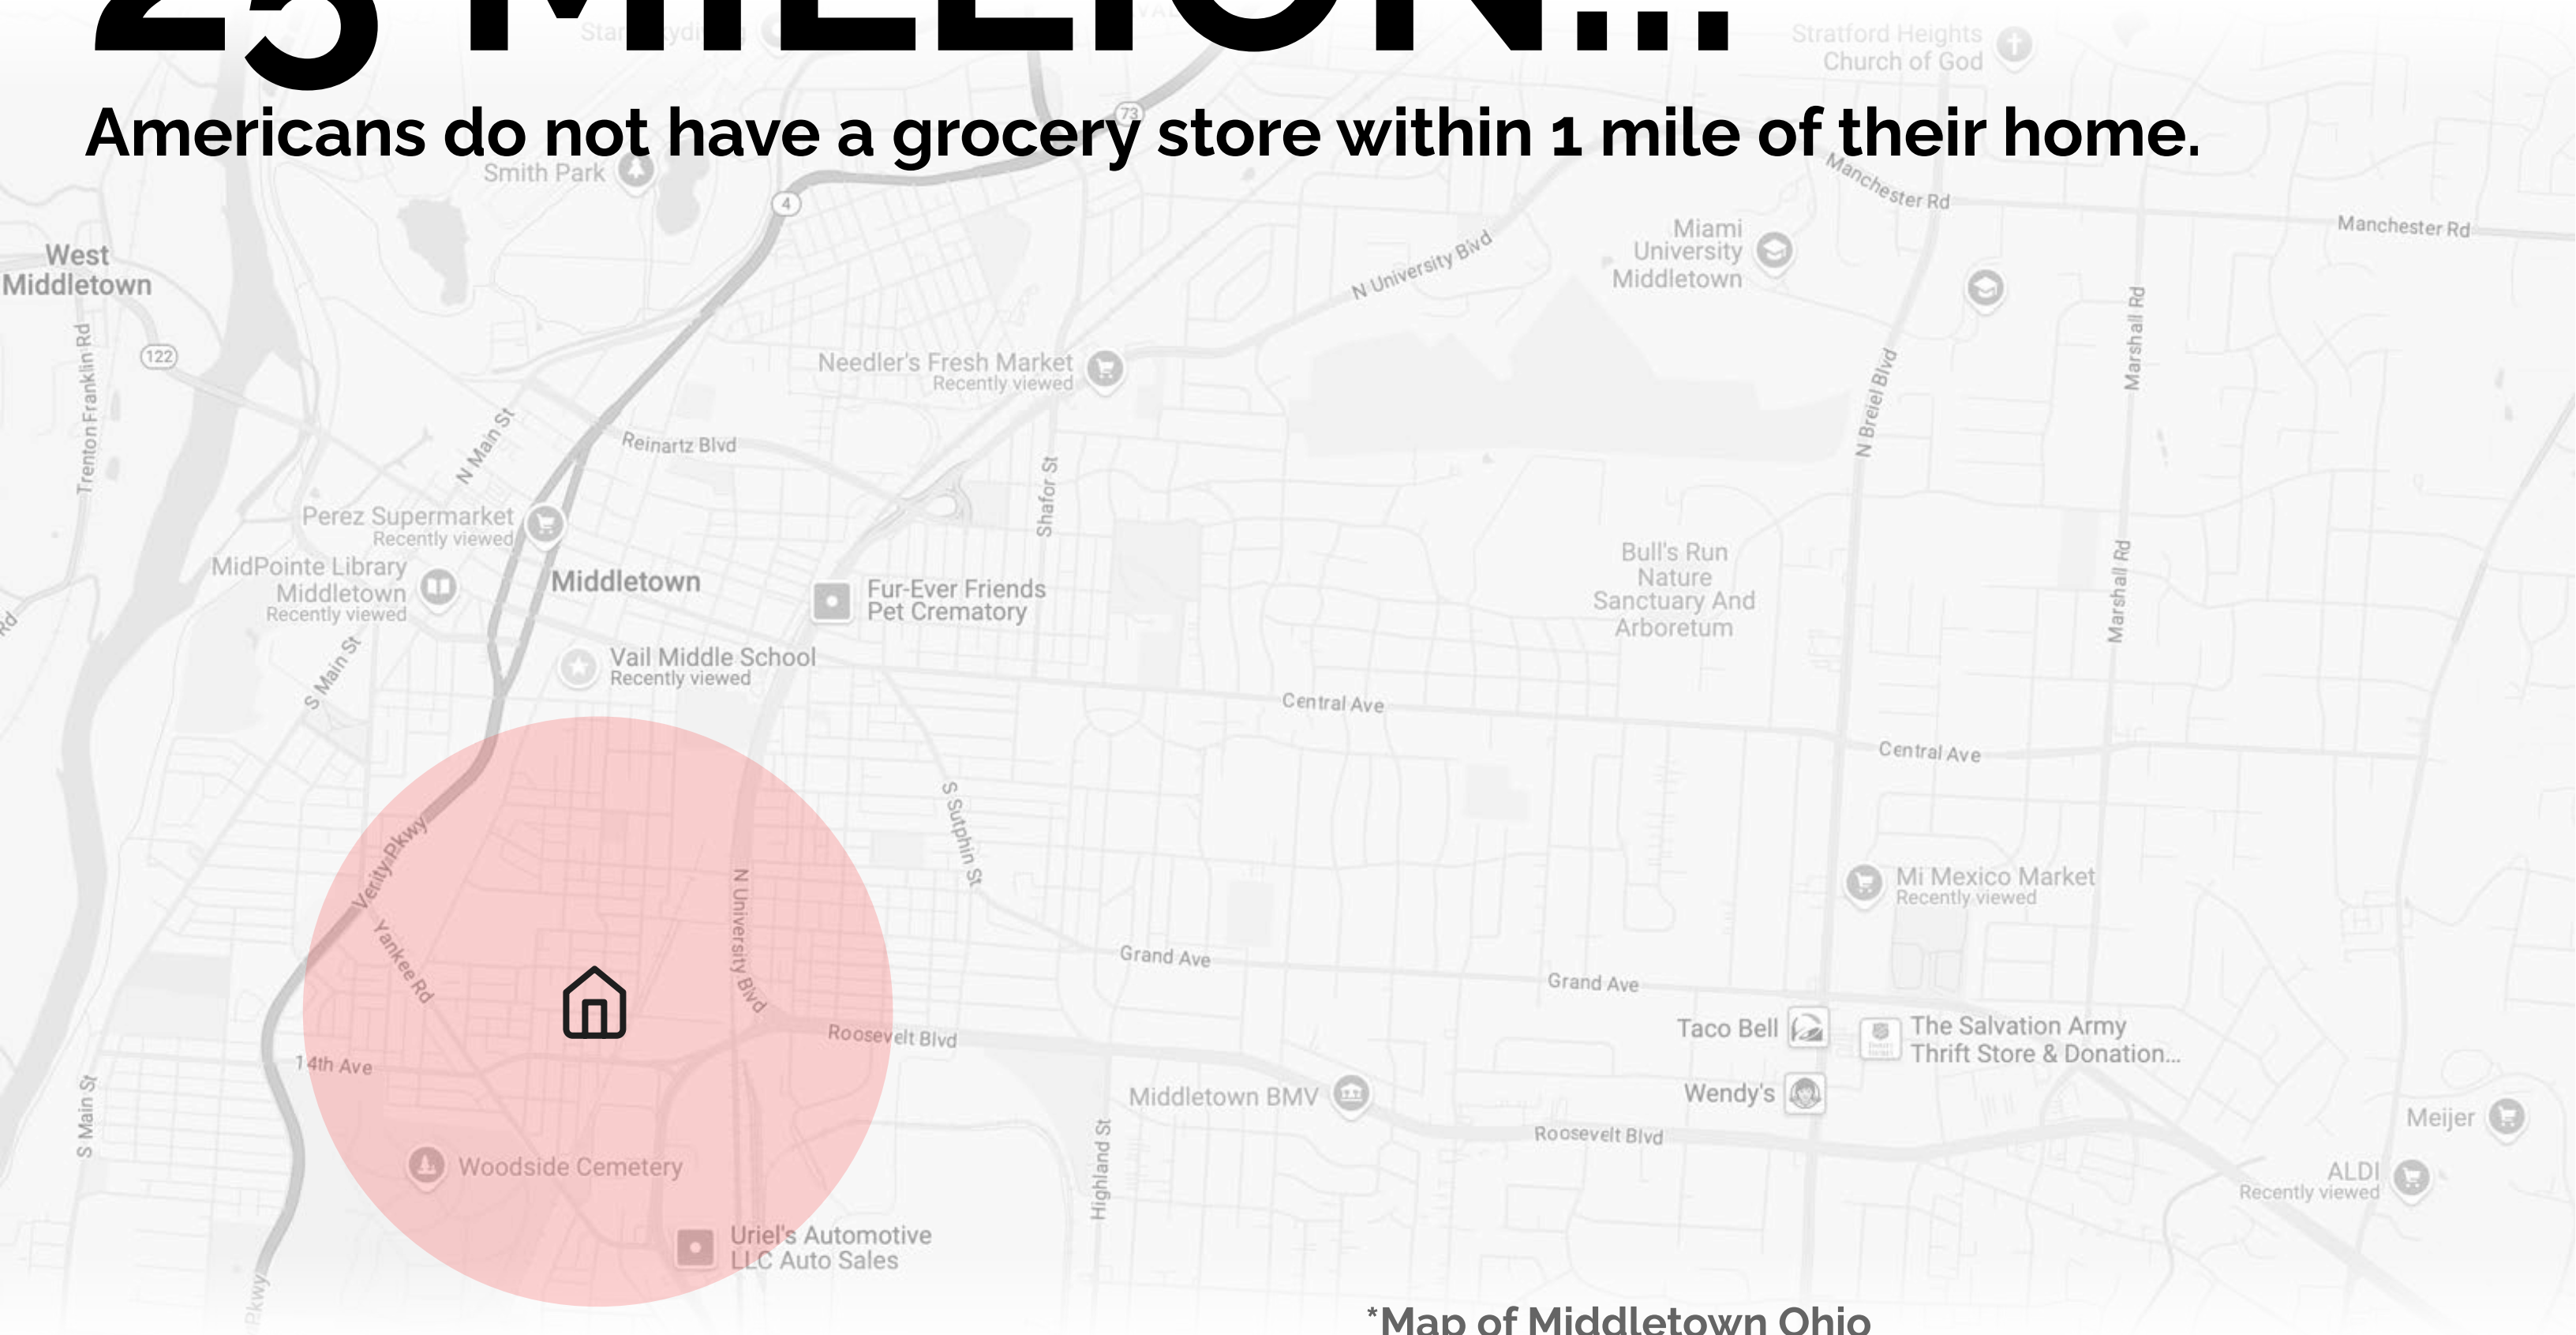 25 MILLION...
Americans do not have a grocery store within 1 mile of their home.
Stratford Heights
Church of God
73
Smith Park
4
Manchester Rd
Manchester Rd
West
Middletown
Miami
University
Middletown
N University Blvd
122
Trenton Franklin Rd
Needler's Fresh Market
Recently viewed
Marshall Rd
N Breiel Blvd
N Main St
Reinartz Blvd
Shafor St
Perez Supermarket
Recently viewed
MidPointe Library
Middletown
Recently viewed
Middletown
Fur-Ever Friends
Pet Crematory
Bull's Run
Nature
Sanctuary And
Arboretum
Marshall Rd
Rd
S Main St
Vail Middle School
Recently viewed
Central Ave
Central Ave
Verity Pkwy
S Sutphin St
N University Blvd
Mi Mexico Market
Recently viewed
Yankee Rd
Grand Ave
Grand Ave
Roosevelt Blvd
14th Ave
Taco Bell
The Salvation Army
Thrift Store & Donation...
S Main St
Middletown BMV
Wendy's
Roosevelt Blvd
Meijer
Highland St
Woodside Cemetery
ALDI
Recently viewed
Uriel's Automotive
LLC Auto Sales
Pkwy
*Map of Middletown Ohio